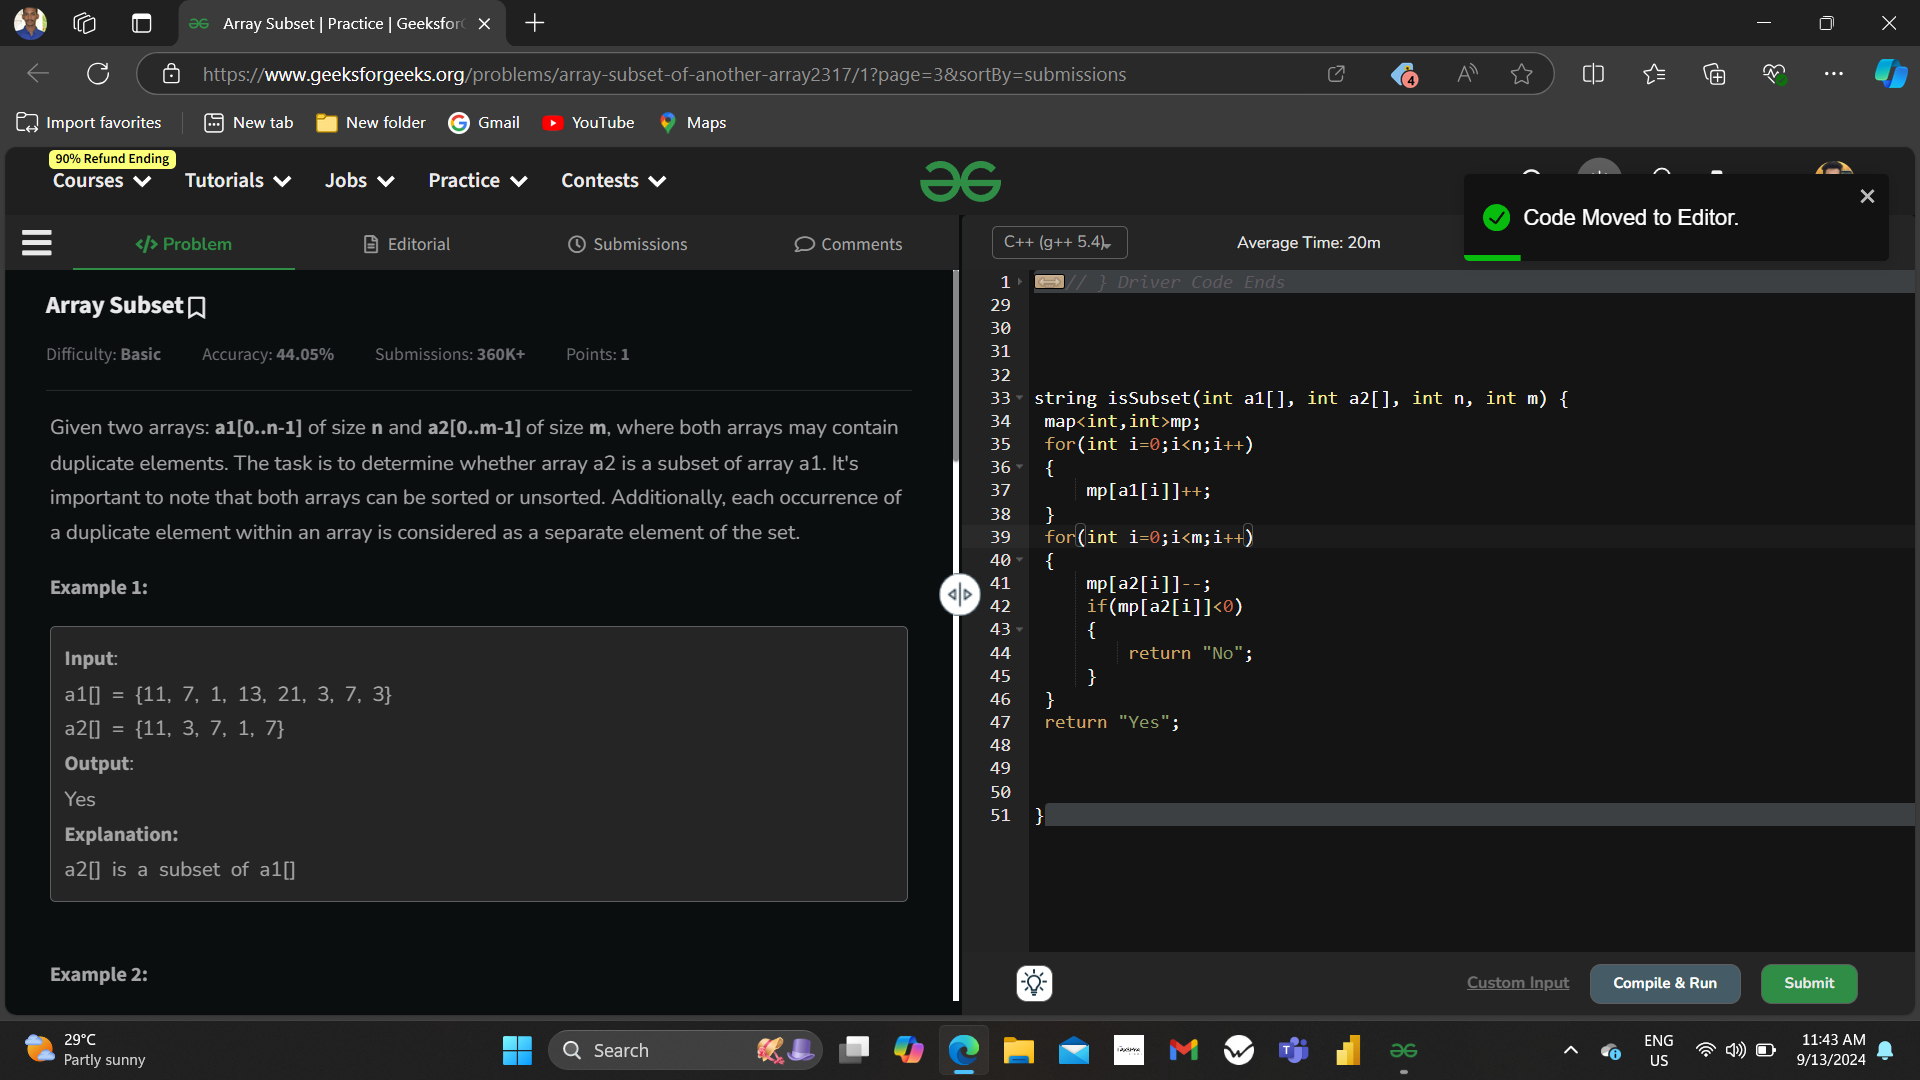 Array Subset | Practice | Geeksfor
https://www.geeksforgeeks.org/problems/array-subset-of-another-array2317/1?page=3&sortBy=submissions
4
Import favorites
New tab
New folder
Gmail
YouTube
Maps
90% Refund Ending
Courses
Tutorials
Jobs
Practice
Contests
Code Moved to Editor.
</> Problem
Editorial
Submissions
Comments
C++ (g++ 5.4)
Average Time: 20m
Array Subset
Difficulty: Basic Accuracy: 44.05% Submissions: 360K+ Points: 1
Given two arrays: a1[0..n-1] of size n and a2[0..m-1] of size m, where both arrays may contain
duplicate elements. The task is to determine whether array a2 is a subset of array a1. It's
important to note that both arrays can be sorted or unsorted. Additionally, each occurrence of
a duplicate element within an array is considered as a separate element of the set.
Example 1:
Input:
a1[] = {11, 7, 1, 13, 21, 3, 7, 3}
a2[] = {11, 3, 7, 1, 7}
Output:
Yes
Explanation:
a2[] is a subset of a1[]
Example 2:
1 // } Driver Code Ends
29
30
31
32
33 string isSubset(int a1[], int a2[], int n, int m) {
34 map<int,int>mp;
35 for(int i=0;i<n;i++)
36 {
37 mp[a1[i]]++;
38 }
39 for(int i=0;i<m;i++)
40 {
41 mp[a2[i]]--;
42 if(mp[a2[i]]<0)
43 {
44 return "No";
45 }
46 }
47 return "Yes";
48
49
50
51 }
Custom Input
Compile & Run
Submit
29°C
Partly sunny
Search
ENG
US
11:43 AM
9/13/2024